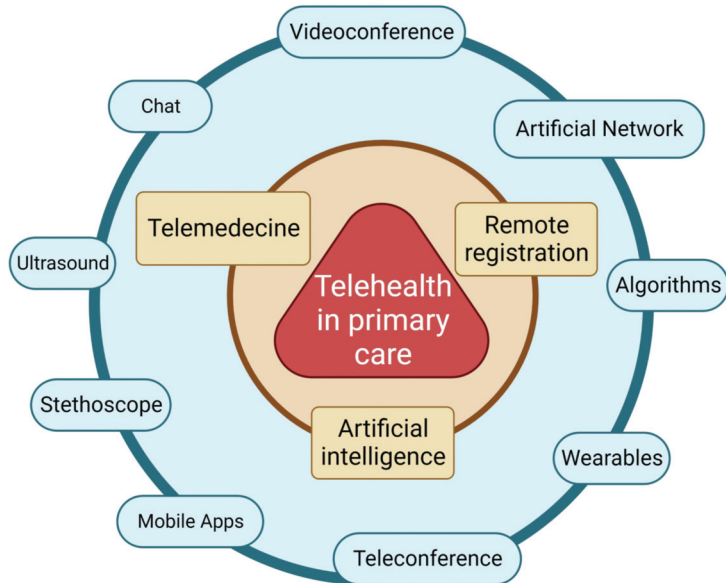 Videoconference
Chat
Artificial Network
Telemedecine
Remote
registration
Ultrasound
Telehealth
in primary
care
Algorithms
Stethoscope
Artificial
intelligence
Wearables
Mobile Apps
Teleconference